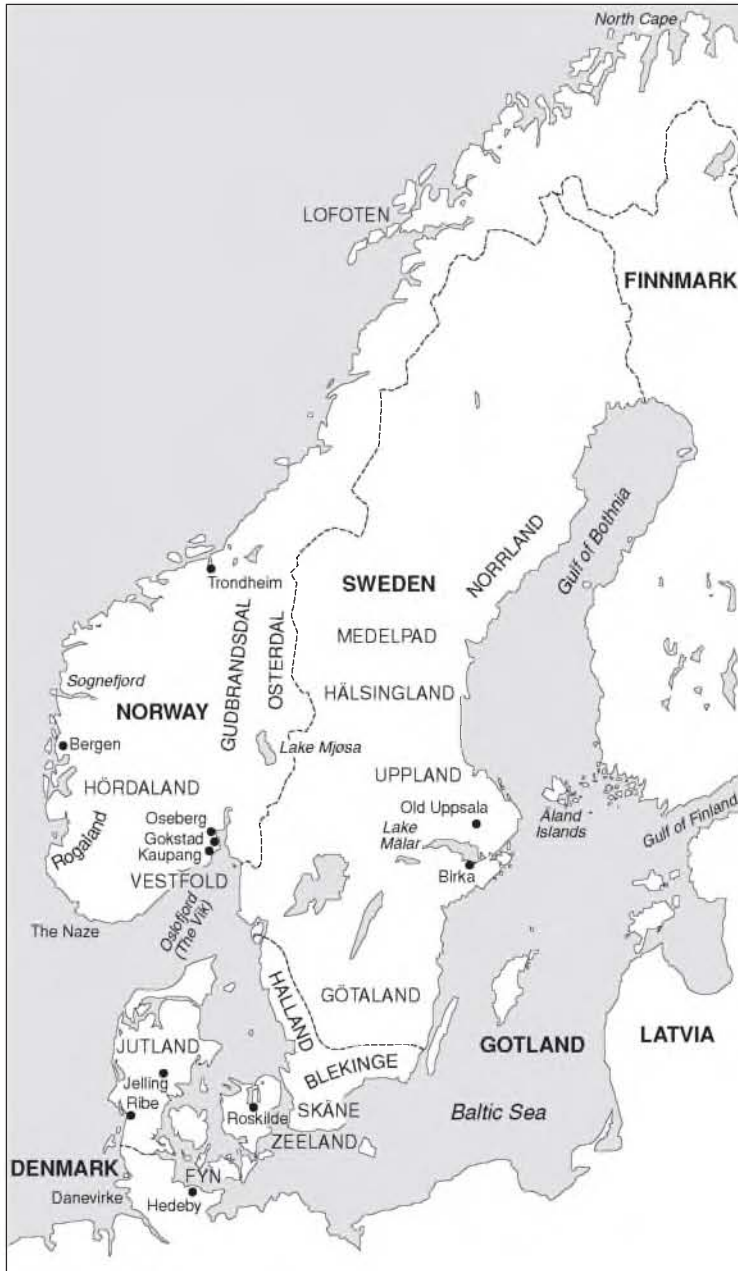 North Cape
LOFOTEN
FINNMARK
NORRLAND
Gulf of Bothnia
Trondheim
SWEDEN
GUDBRANDSDAL
OSTERDAL
MEDELPAD
Sognefjord
HÄLSINGLAND
NORWAY
Bergen
Lake Mjøsa
UPPLAND
HÖRDALAND
Old Uppsala
Åland
Islands
Gulf of Finland
Oseberg
Gokstad
Kaupang
Rogaland
Lake
Mälar
Birka
VESTFOLD
The Naze
Oslofjord
(The Vik)
HALLAND
GÖTALAND
GOTLAND
LATVIA
JUTLAND
BLEKINGE
Jelling
Ribe
Roskilde
SKÄNE
Baltic Sea
ZEELAND
DENMARK
FYN
Danevirke
Hedeby